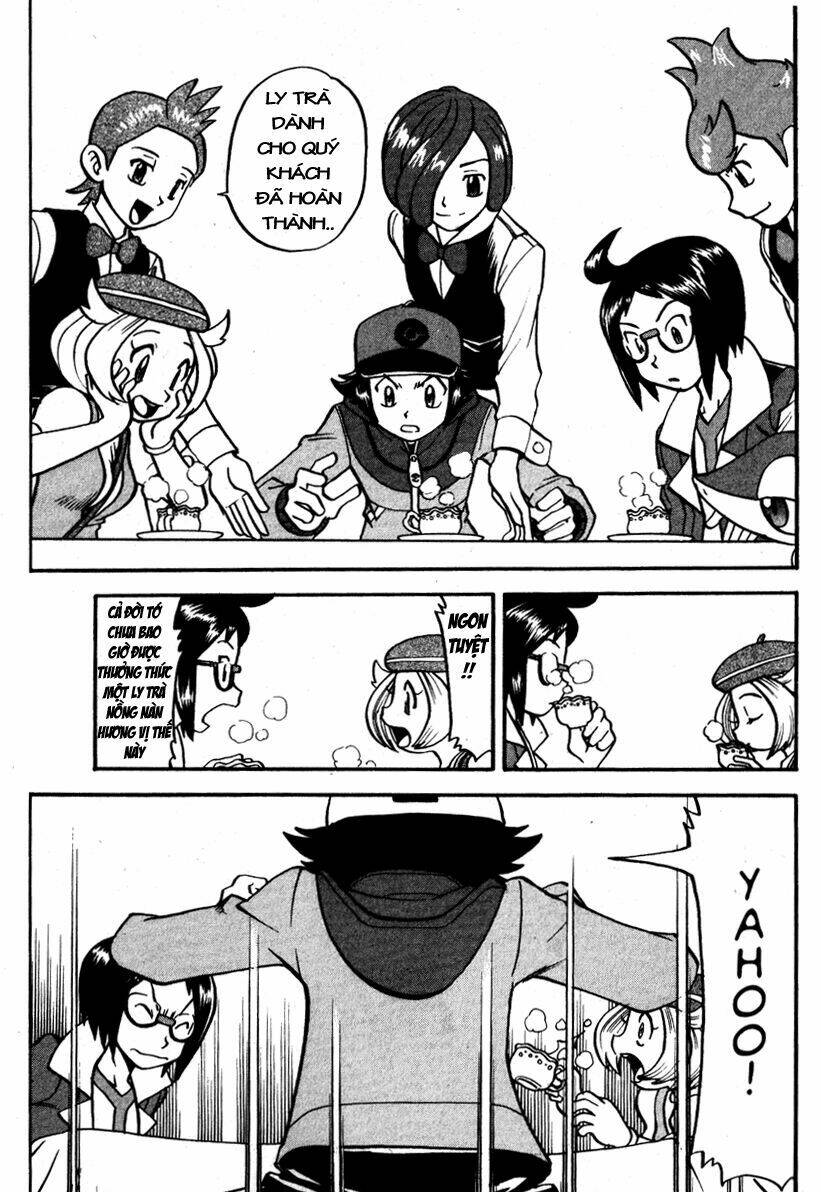 LY TRÀ
DÀNH
CHO QUÝ
KHÁCH
ĐÃ HOÀN
THÀNH..
NGON
TUYỆT
!!
CẢ ĐỜI TỚ
CHƯA BAO
GIỜ ĐƯỢC
THƯỞNG THỨC
MỘT LY TRÀ
NỒNG NÀN
HƯƠNG VỊ THẾ
NÀY
YAHOO!